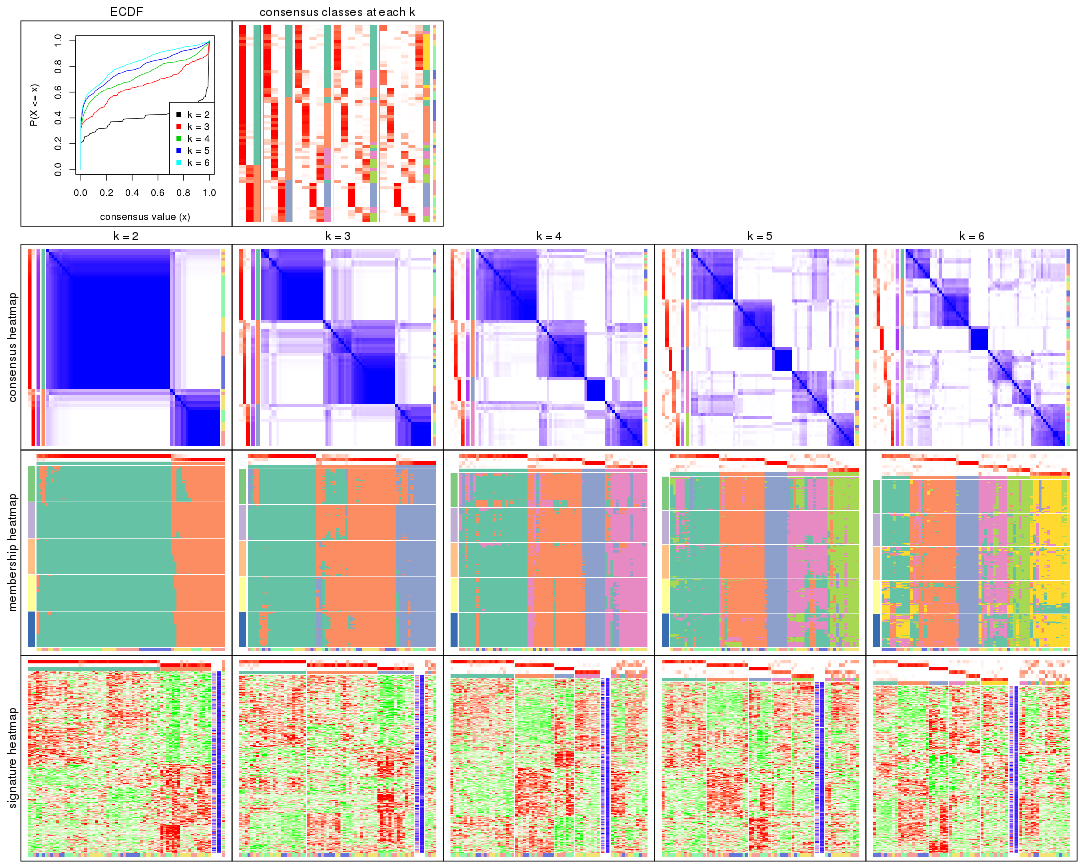 ECDF
consensus classes at each k
P(X <= x)
0.0 0.2 0.4 0.6 0.8 1.0
k = 2
k = 3
k = 4
k = 5
k = 6
0.0 0.2 0.4 0.6 0.8 1.0
consensus value (x)
k = 2
k = 3
k = 4
k = 5
k = 6
consensus heatmap
membership heatmap
signature heatmap